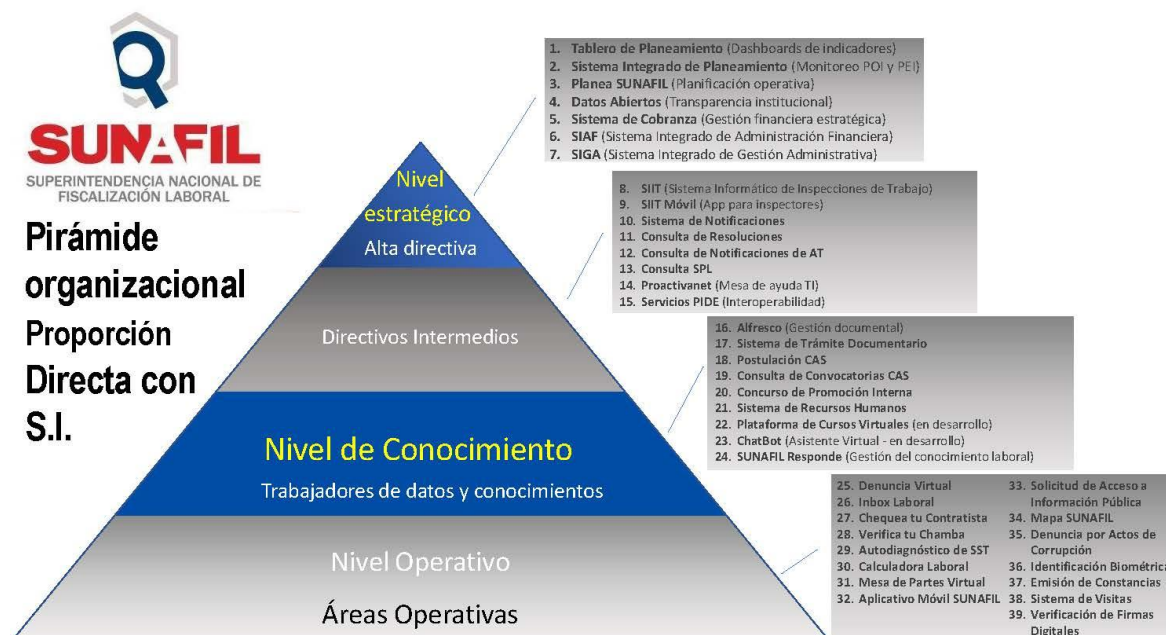 SUNAFIL
SUPERINTENDENCIA NACIONAL DE
FISCALIZACIÓN LABORAL
Pirámide
organizacional
Proporción
Directa con
S.I.
Nivel
estratégico
Alta directiva
Directivos Intermedios
Nivel de Conocimiento
Trabajadores de datos y conocimientos
Nivel Operativo
Áreas Operativas
1. Tablero de Planeamiento (Dashboards de indicadores)
2. Sistema Integrado de Planeamiento (Monitoreo POI y PEI)
3. Planea SUNAFIL (Planificación operativa)
4. Datos Abiertos (Transparencia institucional)
5. Sistema de Cobranza (Gestión financiera estratégica)
6. SIAF (Sistema Integrado de Administración Financiera)
7. SIGA (Sistema Integrado de Gestión Administrativa)
8. SIIT (Sistema Informático de Inspecciones de Trabajo)
9. SIIT Móvil (App para inspectores)
10. Sistema de Notificaciones
11. Consulta de Resoluciones
12. Consulta de Notificaciones de AT
13. Consulta SPL
14. Proactivanet (Mesa de ayuda TI)
15. Servicios PIDE (Interoperabilidad)
16. Alfresco (Gestión documental)
17. Sistema de Trámite Documentario
18. Postulación CAS
19. Consulta de Convocatorias CAS
20. Concurso de Promoción Interna
21. Sistema de Recursos Humanos
22. Plataforma de Cursos Virtuales (en desarrollo)
23. ChatBot (Asistente Virtual - en desarrollo)
24. SUNAFIL Responde (Gestión del conocimiento laboral)
25. Denuncia Virtual
26. Inbox Laboral
27. Chequea tu Contratista
28. Verifica tu Chamba
29. Autodiagnóstico de SST
30. Calculadora Laboral
31. Mesa de Partes Virtual
32. Aplicativo Móvil SUNAFIL
33. Solicitud de Acceso a
Información Pública
34. Mapa SUNAFIL
35. Denuncia por Actos de
Corrupción
36. Identificación Biométrica
37. Emisión de Constancias
38. Sistema de Visitas
39. Verificación de Firmas
Digitales